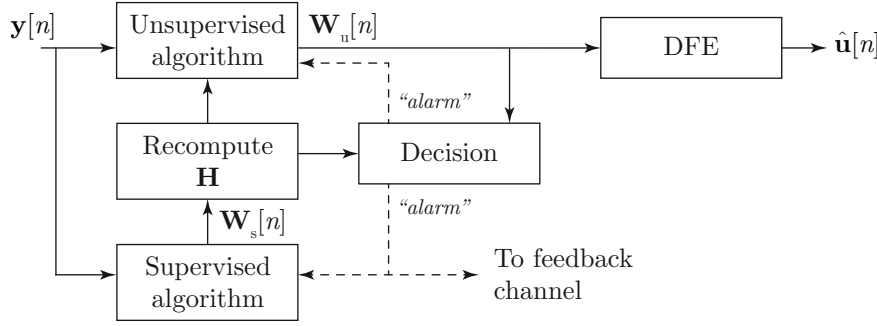 y[n]
Unsupervised
algorithm
W_u[n]
DFE
û[n]
"alarm"
Recompute
H
Decision
"alarm"
W_s[n]
Supervised
algorithm
To feedback
channel